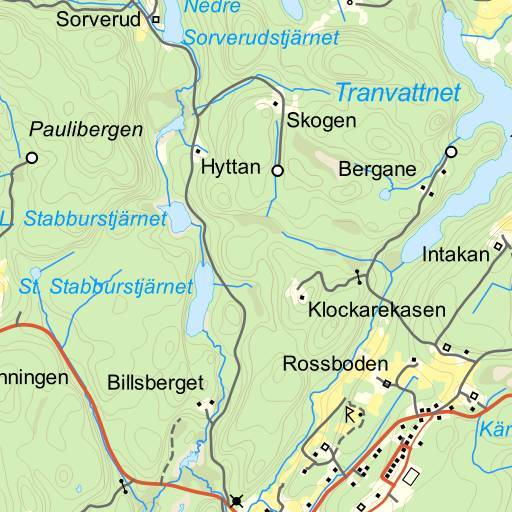 Nedre
Sorverud
Sorverudstjärnet
Tranvattnet
Skogen
Paulibergen
Hyttan
Bergane
L. Stabburstjärnet
Intakan
St. Stabburstjärnet
Klockarekasen
Rossboden
nningen
Billsberget
Kär